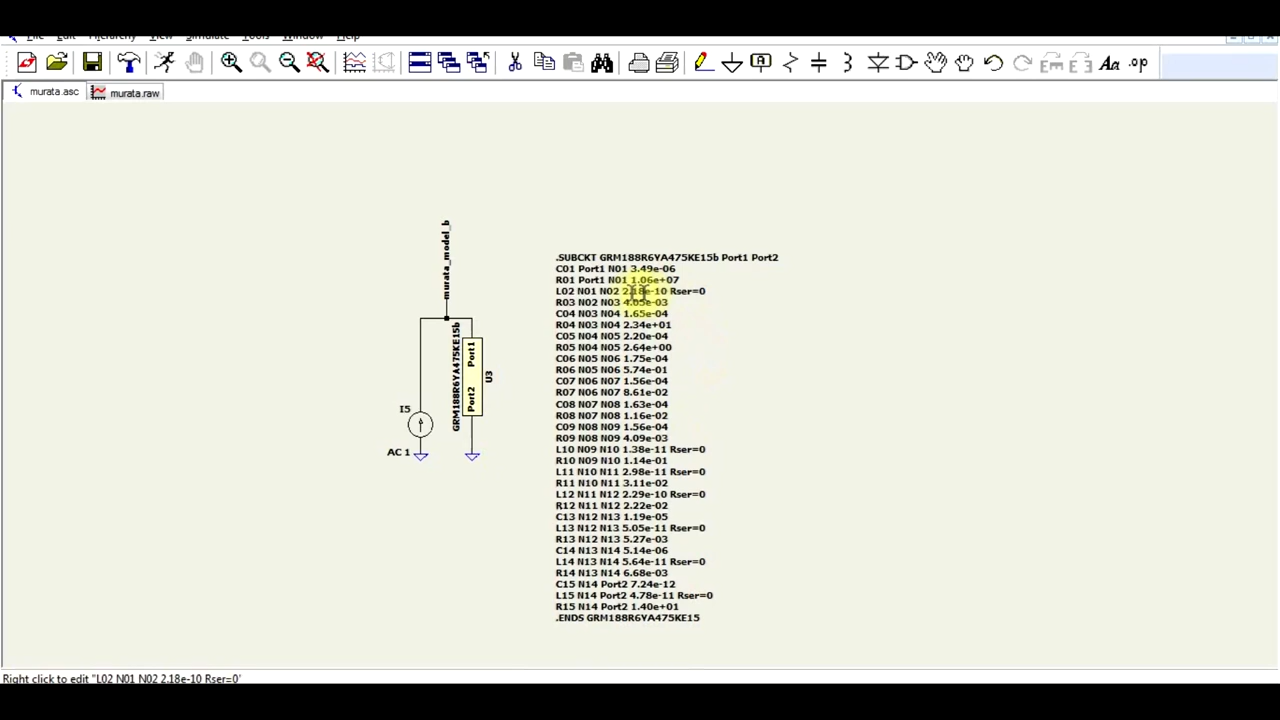 File Edit Hierarchy View Simulate Tools Window Help
Aa .op
murata.asc murata.raw
murata_model_b
GRM188R6YA475KE15b
Port1
Port2
U3
I5
AC 1
.SUBCKT GRM188R6YA475KE15b Port1 Port2
C01 Port1 N01 3.49e-06
R01 Port1 N01 1.06e+07
L02 N01 N02 2.18e-10 Rser=0
R03 N02 N03 4.05e-03
C04 N03 N04 1.65e-04
R04 N03 N04 2.34e+01
C05 N04 N05 2.20e-04
R05 N04 N05 2.64e+00
C06 N05 N06 1.75e-04
R06 N05 N06 5.74e-01
C07 N06 N07 1.56e-04
R07 N06 N07 8.61e-02
C08 N07 N08 1.63e-04
R08 N07 N08 1.16e-02
C09 N08 N09 1.56e-04
R09 N08 N09 4.09e-03
L10 N09 N10 1.38e-11 Rser=0
R10 N09 N10 1.14e-01
L11 N10 N11 2.98e-11 Rser=0
R11 N10 N11 3.11e-02
L12 N11 N12 2.29e-10 Rser=0
R12 N11 N12 2.22e-02
C13 N12 N13 1.19e-05
L13 N12 N13 5.05e-11 Rser=0
R13 N12 N13 5.27e-03
C14 N13 N14 5.14e-06
L14 N13 N14 5.64e-11 Rser=0
R14 N13 N14 6.68e-03
C15 N14 Port2 7.24e-12
L15 N14 Port2 4.78e-11 Rser=0
R15 N14 Port2 1.40e+01
.ENDS GRM188R6YA475KE15
Right click to edit "L02 N01 N02 2.18e-10 Rser=0"